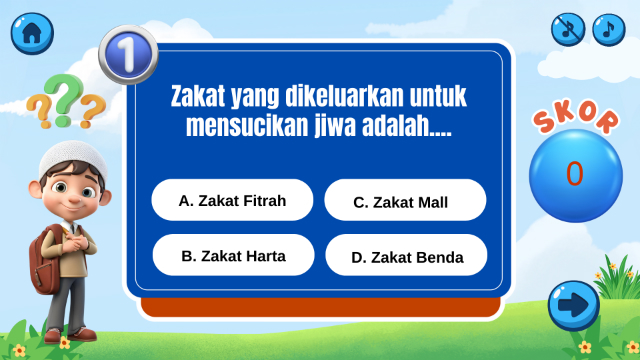 1
Zakat yang dikeluarkan untuk
mensucikan jiwa adalah....
???
SKOR
0
A. Zakat Fitrah
C. Zakat Mall
B. Zakat Harta
D. Zakat Benda